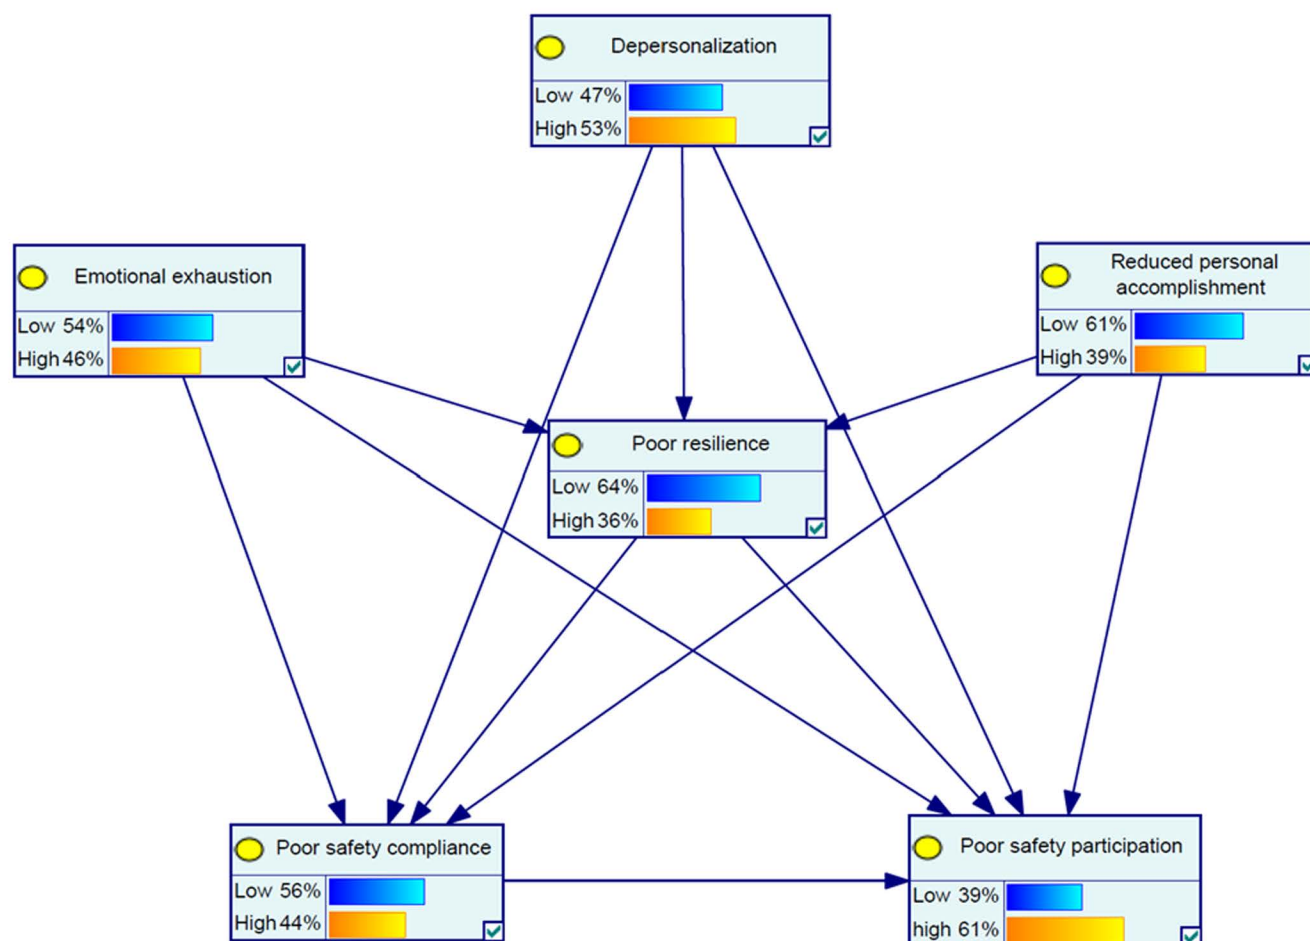 Depersonalization
Low 47%
High 53%
Emotional exhaustion
Low 54%
High 46%
Reduced personal
accomplishment
Low 61%
High 39%
Poor resilience
Low 64%
High 36%
Poor safety compliance
Low 56%
High 44%
Poor safety participation
Low 39%
high 61%